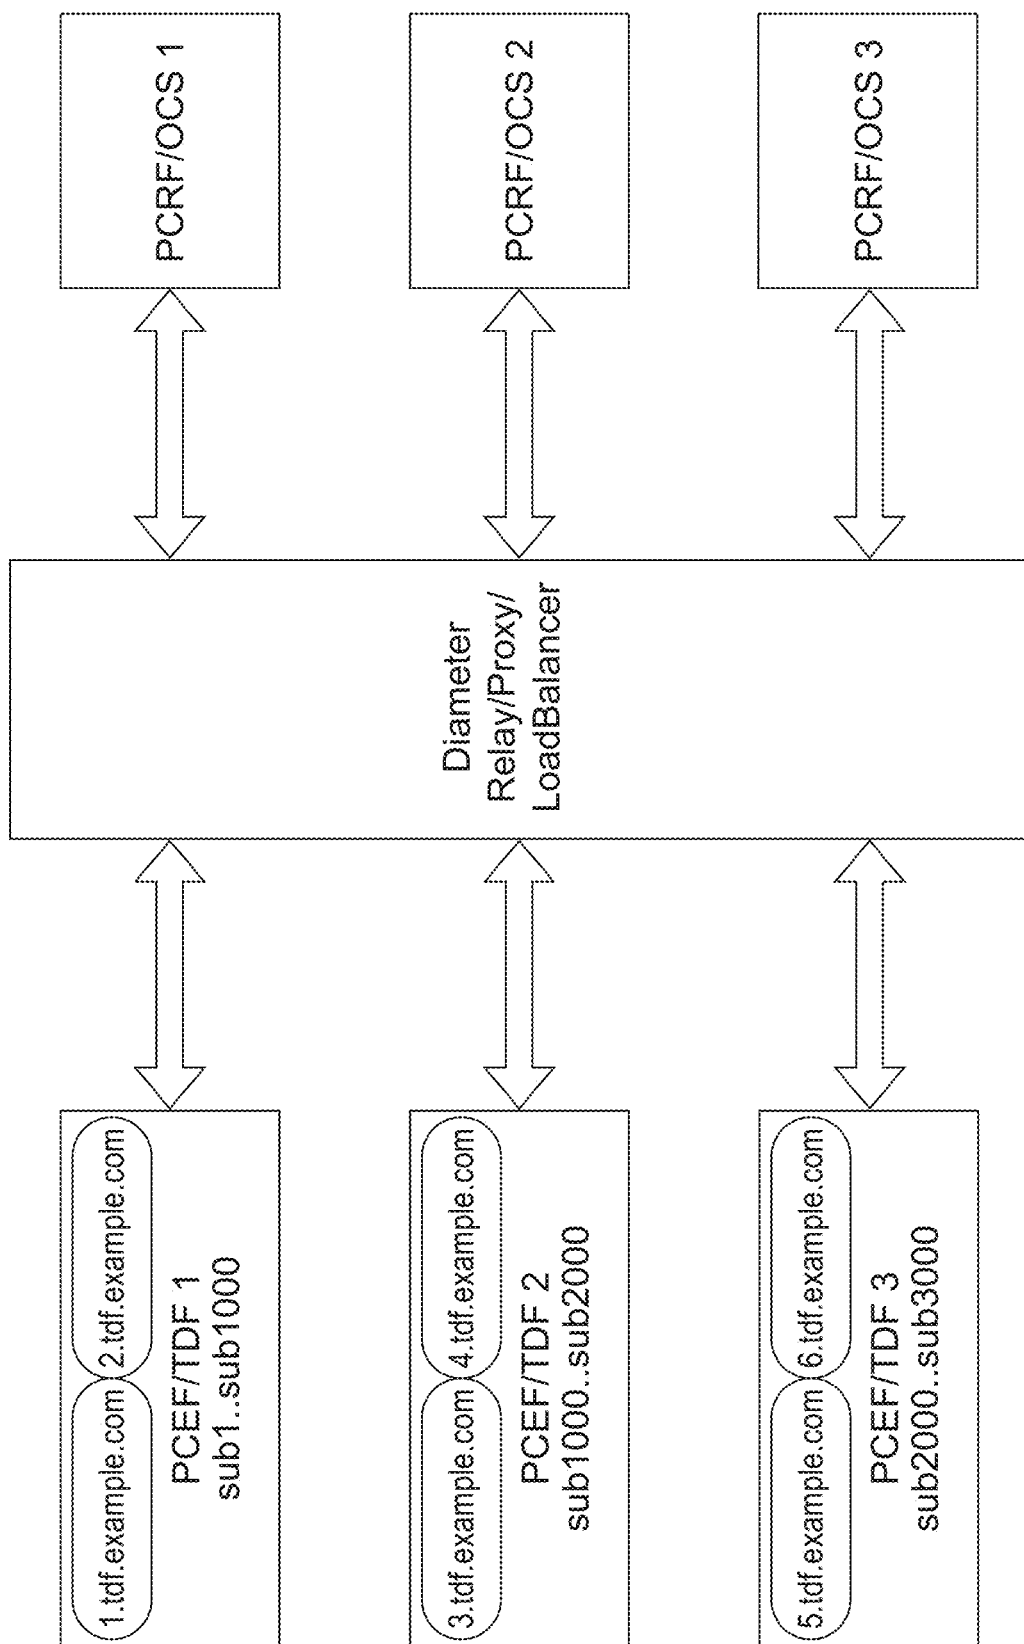 1.tdf.example.com
2.tdf.example.com
PCEF/TDF 1
sub1..sub1000
3.tdf.example.com
4.tdf.example.com
PCEF/TDF 2
sub1000..sub2000
5.tdf.example.com
6.tdf.example.com
PCEF/TDF 3
sub2000..sub3000
Diameter
Relay/Proxy/
LoadBalancer
PCRF/OCS 1
PCRF/OCS 2
PCRF/OCS 3